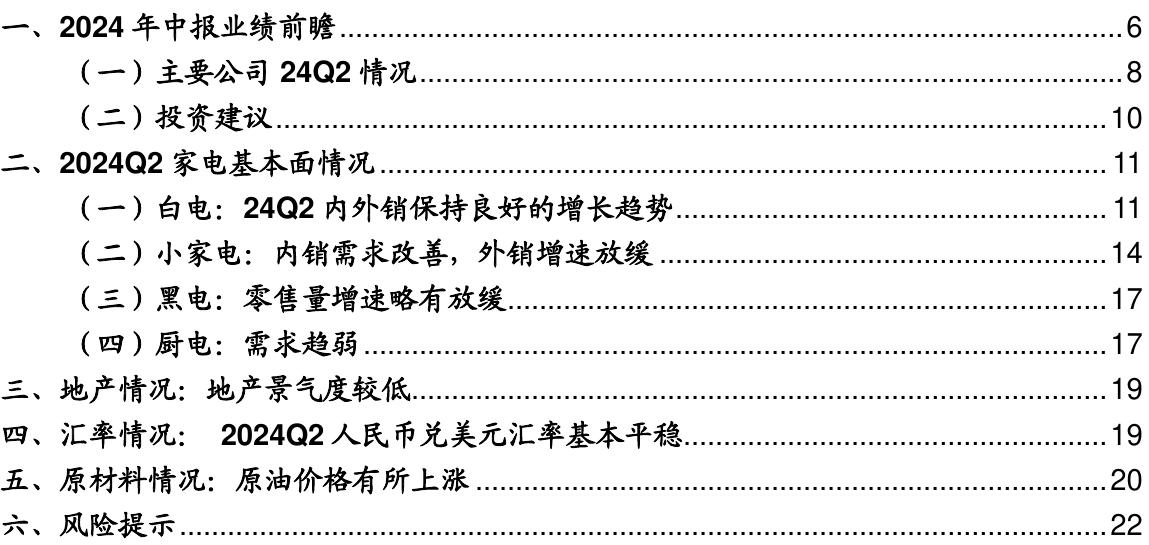 一、2024 年中报业绩前瞻........................................................6
（一）主要公司 24Q2 情况........................................................8
（二）投资建议........................................................10
二、2024Q2 家电基本面情况........................................................11
（一）白电：24Q2 内外销保持良好的增长趋势........................................................11
（二）小家电：内销需求改善，外销增速放缓........................................................14
（三）黑电：零售量增速略有放缓........................................................17
（四）厨电：需求趋弱........................................................17
三、地产情况：地产景气度较低........................................................19
四、汇率情况： 2024Q2 人民币兑美元汇率基本平稳........................................................19
五、原材料情况：原油价格有所上涨........................................................20
六、风险提示........................................................22